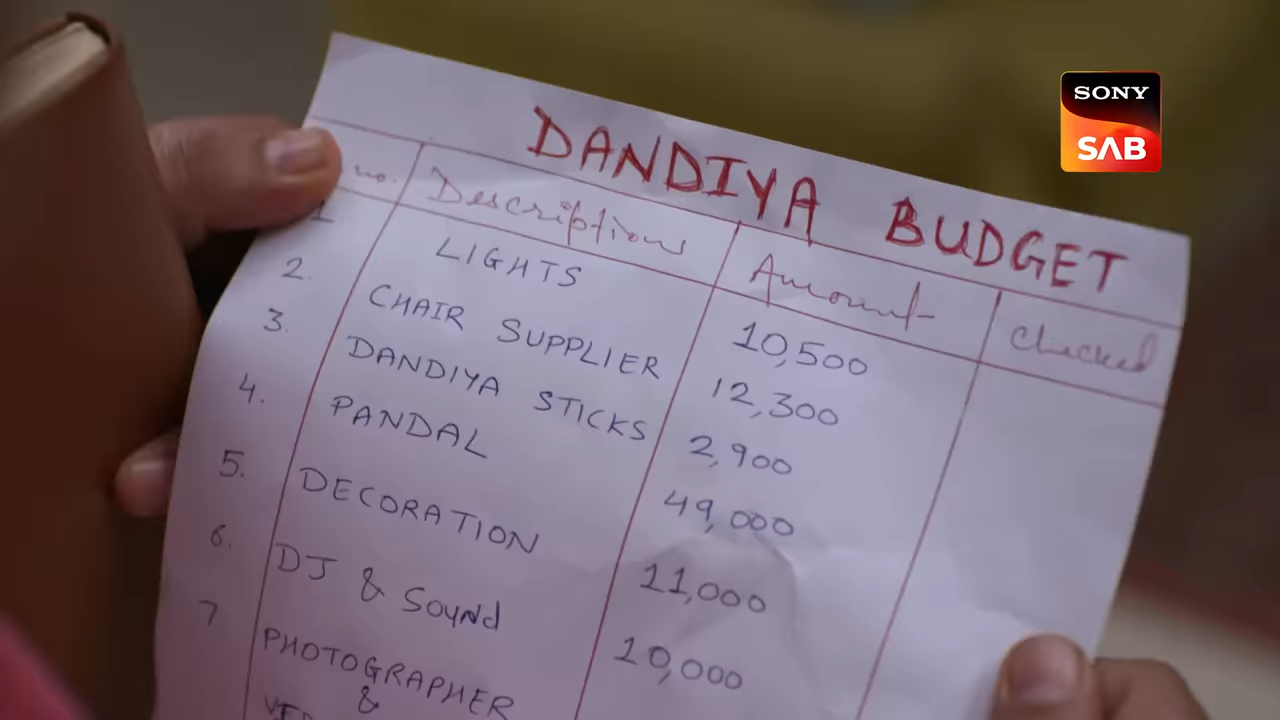 SONY
SAB
DANDIYA BUDGET
no. Descriptions Amount Checked
1 LIGHTS 10,500
2. CHAIR SUPPLIER 12,300
3. DANDIYA STICKS 2,900
4. PANDAL 49,000
5. DECORATION 11,000
6. DJ & Sound 10,000
7 PHOTOGRAPHER
&